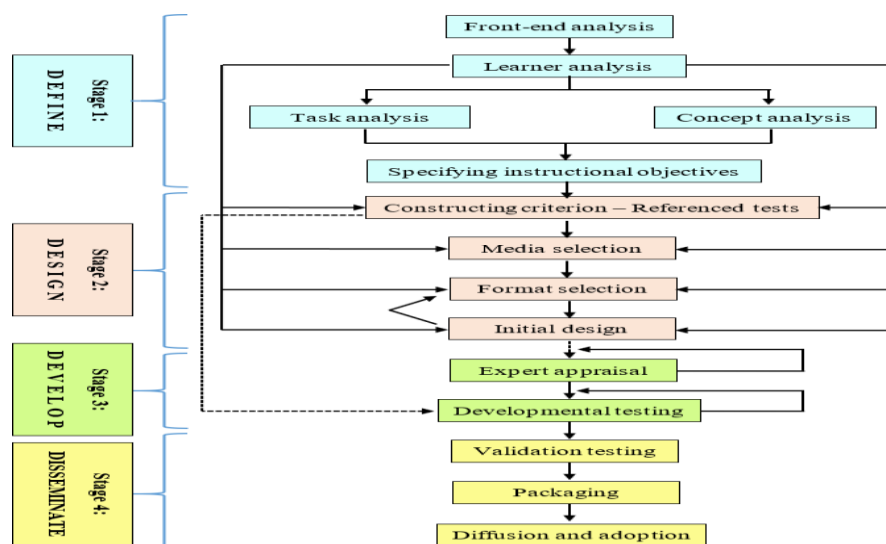 Front-end analysis
Stage 1:
DEFINE
Learner analysis
Task analysis
Concept analysis
Specifying instructional objectives
Stage 2:
DESIGN
Constructing criterion – Referenced tests
Media selection
Format selection
Initial design
Stage 3:
DEVELOP
Expert appraisal
Developmental testing
Stage 4:
DISSEMINATE
Validation testing
Packaging
Diffusion and adoption